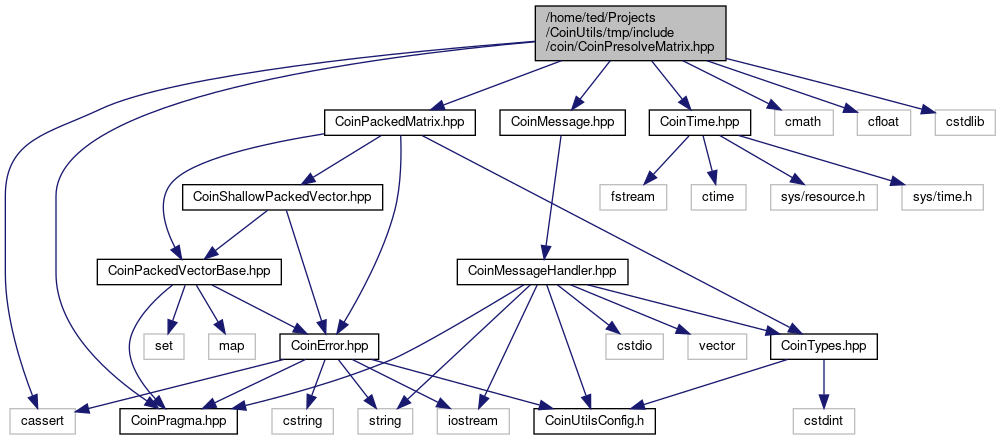 /home/ted/Projects
/CoinUtils/tmp/include
/coin/CoinPresolveMatrix.hpp
CoinPackedMatrix.hpp
CoinMessage.hpp
CoinTime.hpp
cmath
cfloat
cstdlib
CoinShallowPackedVector.hpp
fstream
ctime
sys/resource.h
sys/time.h
CoinPackedVectorBase.hpp
CoinMessageHandler.hpp
set
map
CoinError.hpp
cstdio
vector
CoinTypes.hpp
cassert
CoinPragma.hpp
cstring
string
iostream
CoinUtilsConfig.h
cstdint